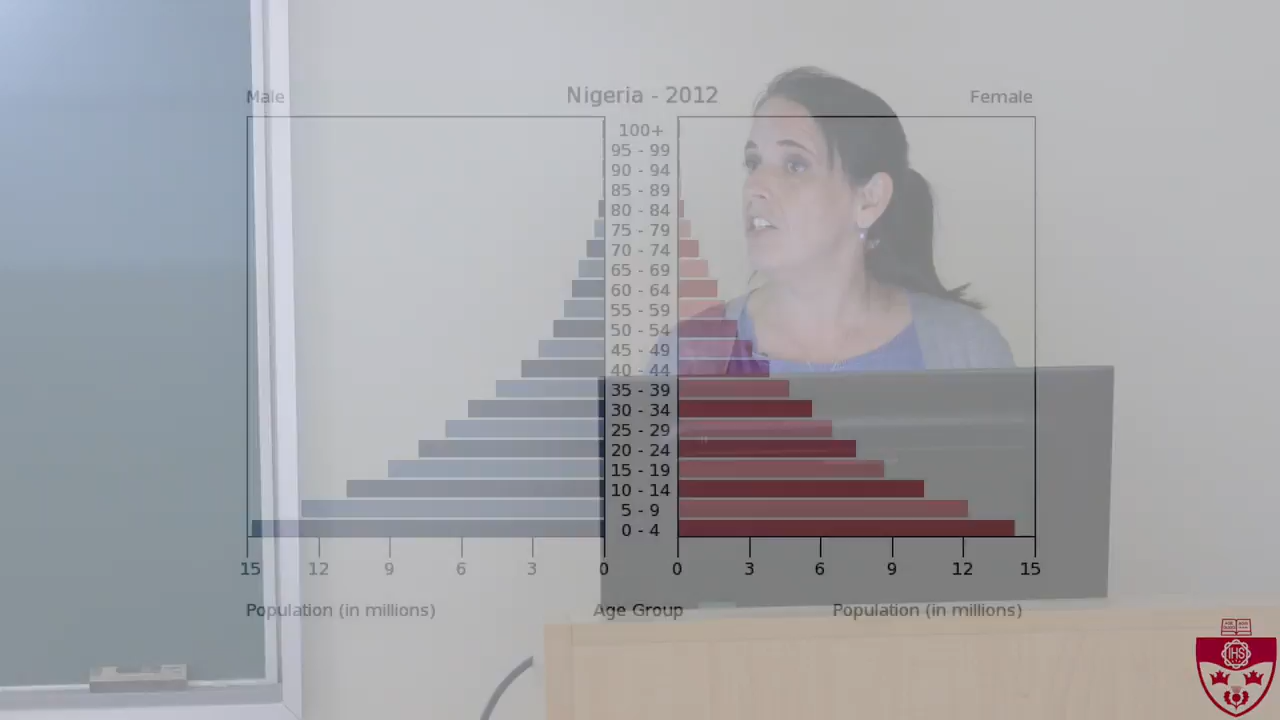 Male Nigeria - 2012 Female
100+
95 - 99
90 - 94
85 - 89
80 - 84
75 - 79
70 - 74
65 - 69
60 - 64
55 - 59
50 - 54
45 - 49
40 - 44
35 - 39
30 - 34
25 - 29
20 - 24
15 - 19
10 - 14
5 - 9
0 - 4
15 12 9 6 3 0 0 3 6 9 12 15
Population (in millions) Age Group Population (in millions)
IHS